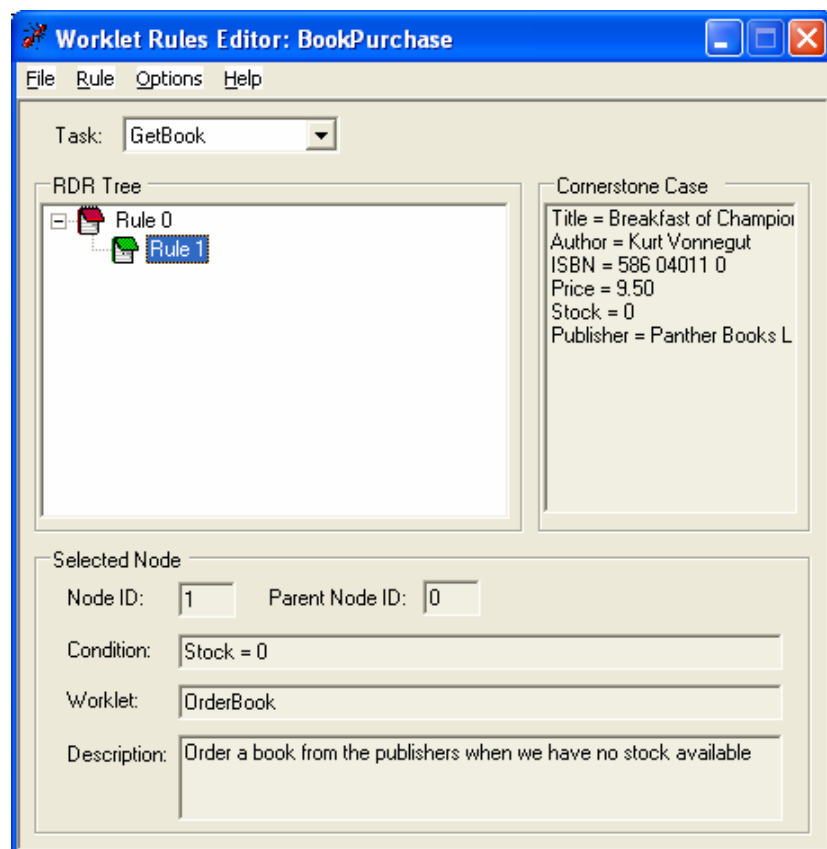 Worklet Rules Editor: BookPurchase
File Rule Options Help
Task: GetBook
RDR Tree
Rule 0
Rule 1
Cornerstone Case
Title = Breakfast of Champio
Author = Kurt Vonnegut
ISBN = 586 04011 0
Price = 9.50
Stock = 0
Publisher = Panther Books L
Selected Node
Node ID: 1 Parent Node ID: 0
Condition: Stock = 0
Worklet: OrderBook
Description: Order a book from the publishers when we have no stock available